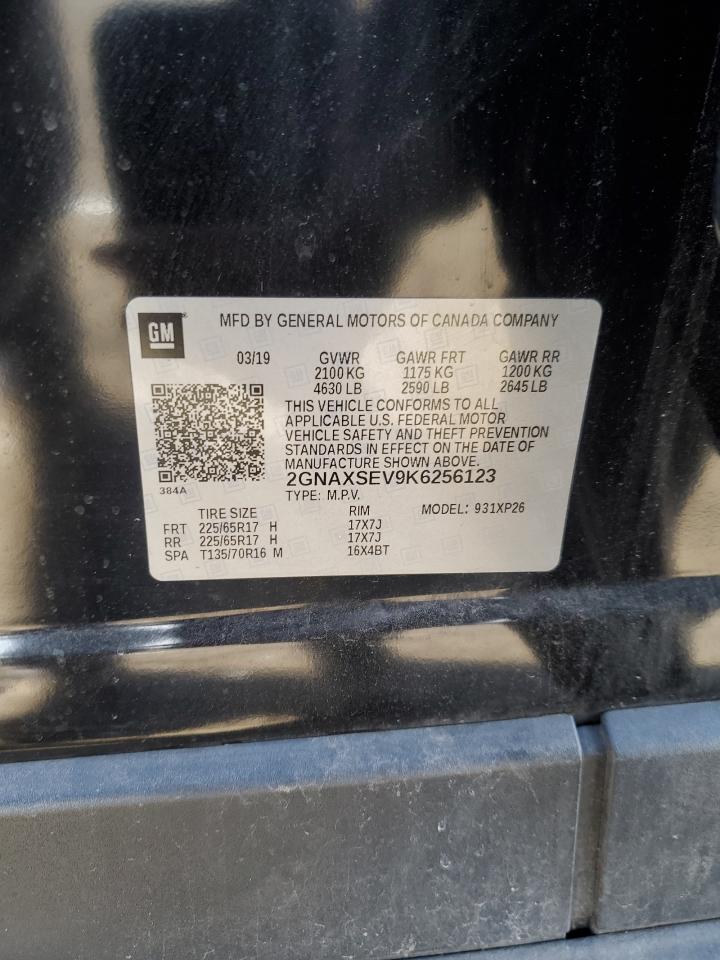 GM
MFD BY GENERAL MOTORS OF CANADA COMPANY
03/19 GVWR GAWR FRT GAWR RR
2100 KG 1175 KG 1200 KG
4630 LB 2590 LB 2645 LB
THIS VEHICLE CONFORMS TO ALL
APPLICABLE U.S. FEDERAL MOTOR
VEHICLE SAFETY AND THEFT PREVENTION
STANDARDS IN EFFECT ON THE DATE OF
MANUFACTURE SHOWN ABOVE.
384A
2GNAXSEV9K6256123
TYPE: M.P.V.
TIRE SIZE RIM MODEL: 931XP26
FRT 225/65R17 H 17X7J
RR 225/65R17 H 17X7J
SPA T135/70R16 M 16X4BT